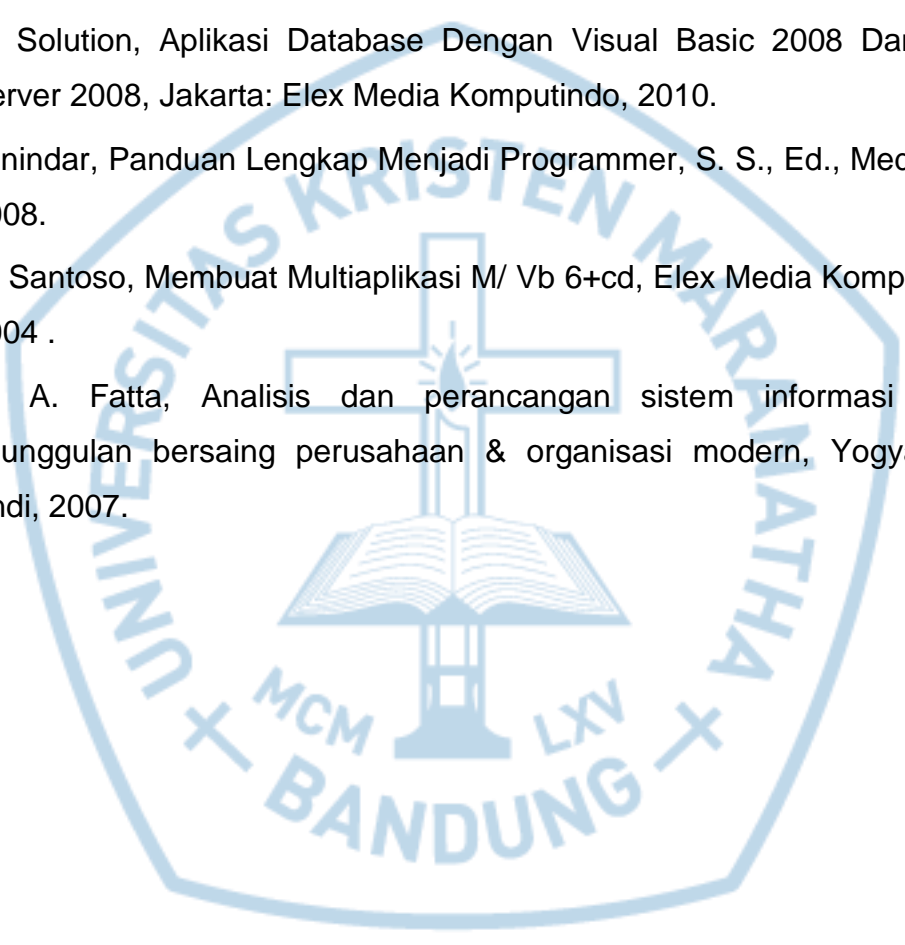 Solution, Aplikasi Database Dengan Visual Basic 2008 Dan
erver 2008, Jakarta: Elex Media Komputindo, 2010.
nindar, Panduan Lengkap Menjadi Programmer, S. S., Ed., Med
008.
Santoso, Membuat Multiaplikasi M/ Vb 6+cd, Elex Media Komp
004 .
A. Fatta, Analisis dan perancangan sistem informasi
unggulan bersaing perusahaan & organisasi modern, Yogya
ndi, 2007.
UNIVERSITAS KRISTEN MARANATHA
MCM LXV
BANDUNG